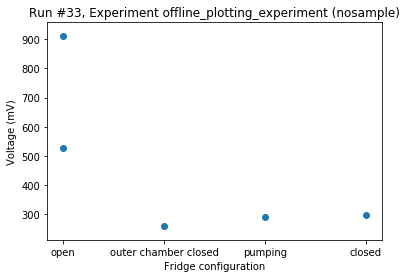 Run #33, Experiment offline_plotting_experiment (nosample)
900
800
700
600
500
400
300
Voltage (mV)
open outer chamber closed pumping closed
Fridge configuration